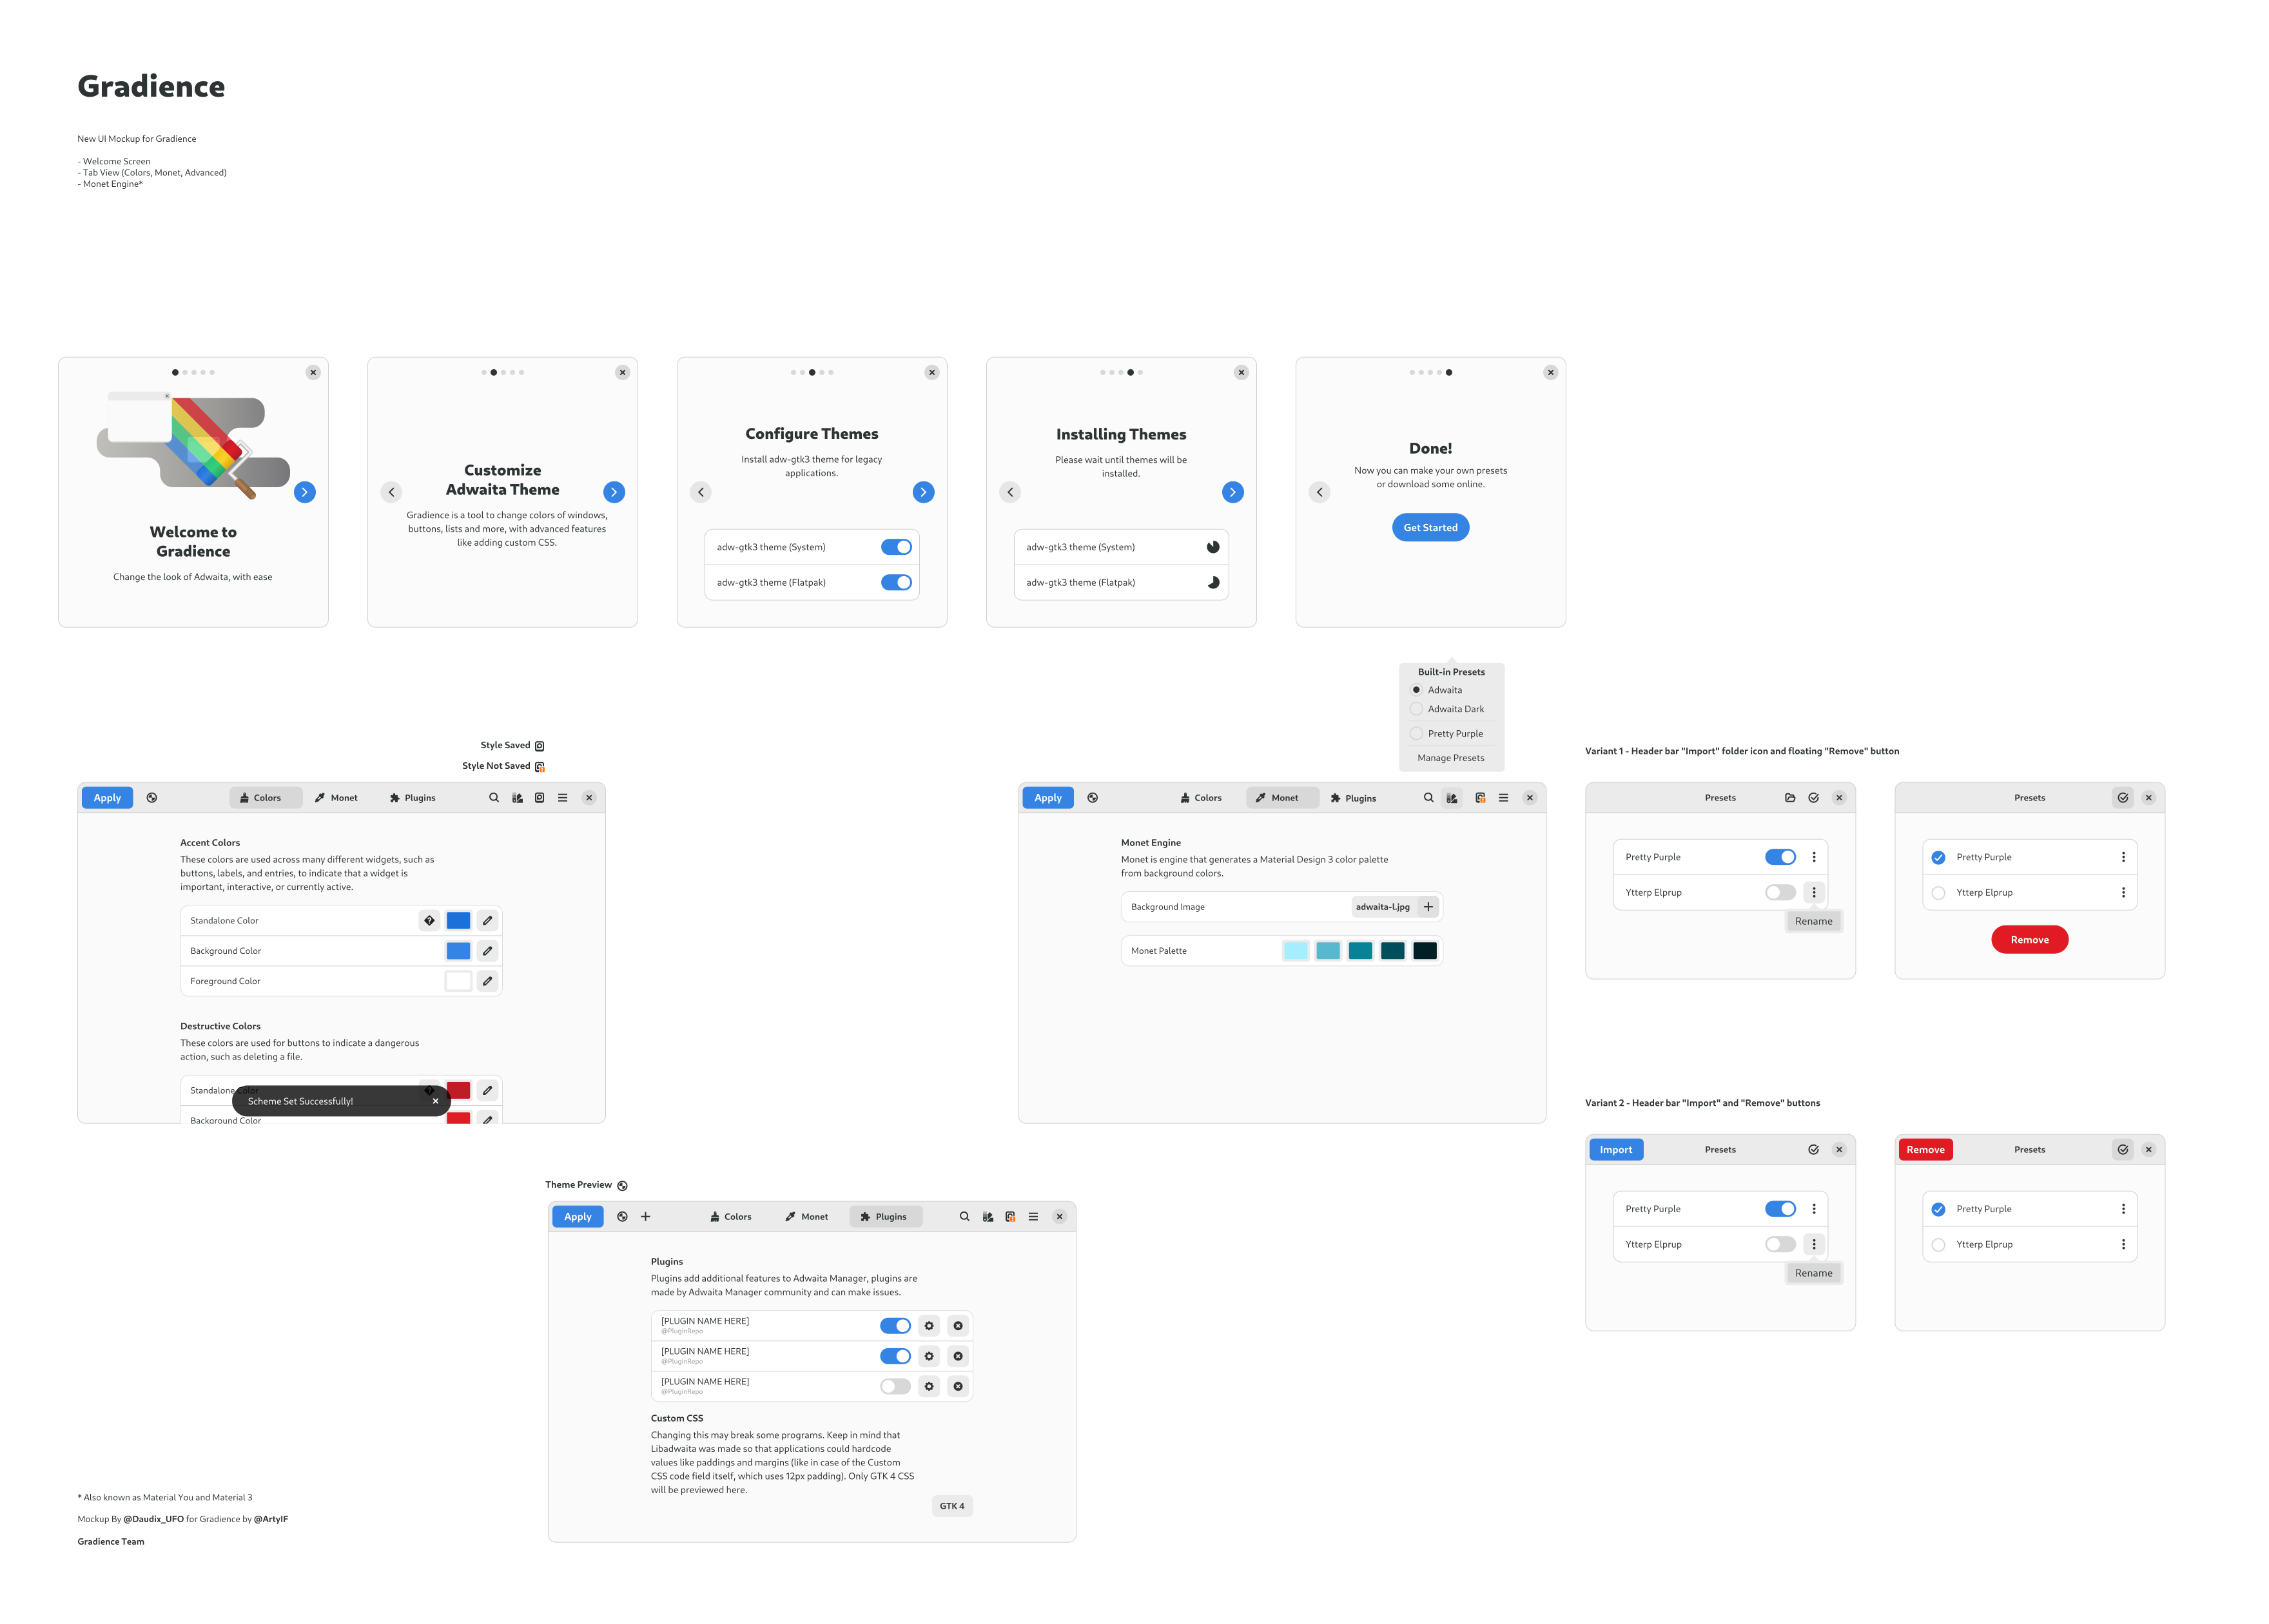 Gradience
New UI Mockup for Gradience
- Welcome Screen
- Tab View (Colors, Monet, Advanced)
- Monet Engine*
Welcome to
Gradience
Change the look of Adwaita, with ease
Customize
Adwaita Theme
Gradience is a tool to change colors of windows,
buttons, lists and more, with advanced features
like adding custom CSS.
Configure Themes
Install adw-gtk3 theme for legacy
applications.
adw-gtk3 theme (System)
adw-gtk3 theme (Flatpak)
Installing Themes
Please wait until themes will be
installed.
adw-gtk3 theme (System)
adw-gtk3 theme (Flatpak)
Done!
Now you can make your own presets
or download some online.
Get Started
Built-in Presets
Adwaita
Adwaita Dark
Pretty Purple
Manage Presets
Style Saved
Style Not Saved
Apply
Colors
Monet
Plugins
Accent Colors
These colors are used across many different widgets, such as
buttons, labels, and entries, to indicate that a widget is
important, interactive, or currently active.
Standalone Color
Background Color
Foreground Color
Destructive Colors
These colors are used for buttons to indicate a dangerous
action, such as deleting a file.
Standalone Color
Scheme Set Successfully!
Background Color
Apply
Colors
Monet
Plugins
Monet Engine
Monet is engine that generates a Material Design 3 color palette
from background colors.
Background Image
adwaita-l.jpg
Monet Palette
Variant 1 - Header bar "Import" folder icon and floating "Remove" button
Presets
Pretty Purple
Ytterp Elprup
Rename
Presets
Pretty Purple
Ytterp Elprup
Remove
Variant 2 - Header bar "Import" and "Remove" buttons
Import
Presets
Pretty Purple
Ytterp Elprup
Rename
Remove
Presets
Pretty Purple
Ytterp Elprup
Theme Preview
Apply
Colors
Monet
Plugins
Plugins
Plugins add additional features to Adwaita Manager, plugins are
made by Adwaita Manager community and can make issues.
[PLUGIN NAME HERE]
@PluginRepo
[PLUGIN NAME HERE]
@PluginRepo
[PLUGIN NAME HERE]
@PluginRepo
Custom CSS
Changing this may break some programs. Keep in mind that
Libadwaita was made so that applications could hardcode
values like paddings and margins (like in case of the Custom
CSS code field itself, which uses 12px padding). Only GTK 4 CSS
will be previewed here.
GTK 4
* Also known as Material You and Material 3
Mockup By @Daudix_UFO for Gradience by @ArtyIF
Gradience Team